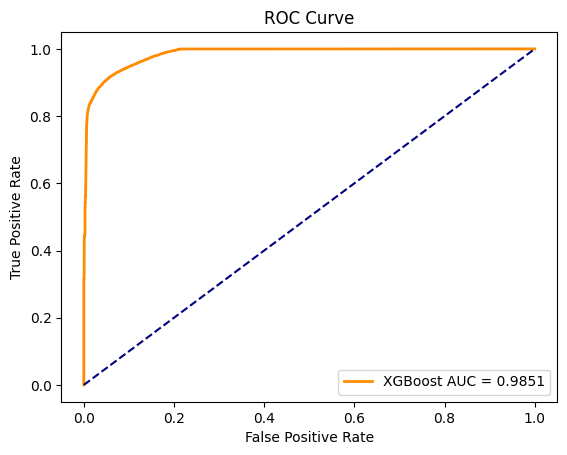 ROC Curve
True Positive Rate
1.0
0.8
0.6
0.4
0.2
0.0
XGBoost AUC = 0.9851
0.0 0.2 0.4 0.6 0.8 1.0
False Positive Rate